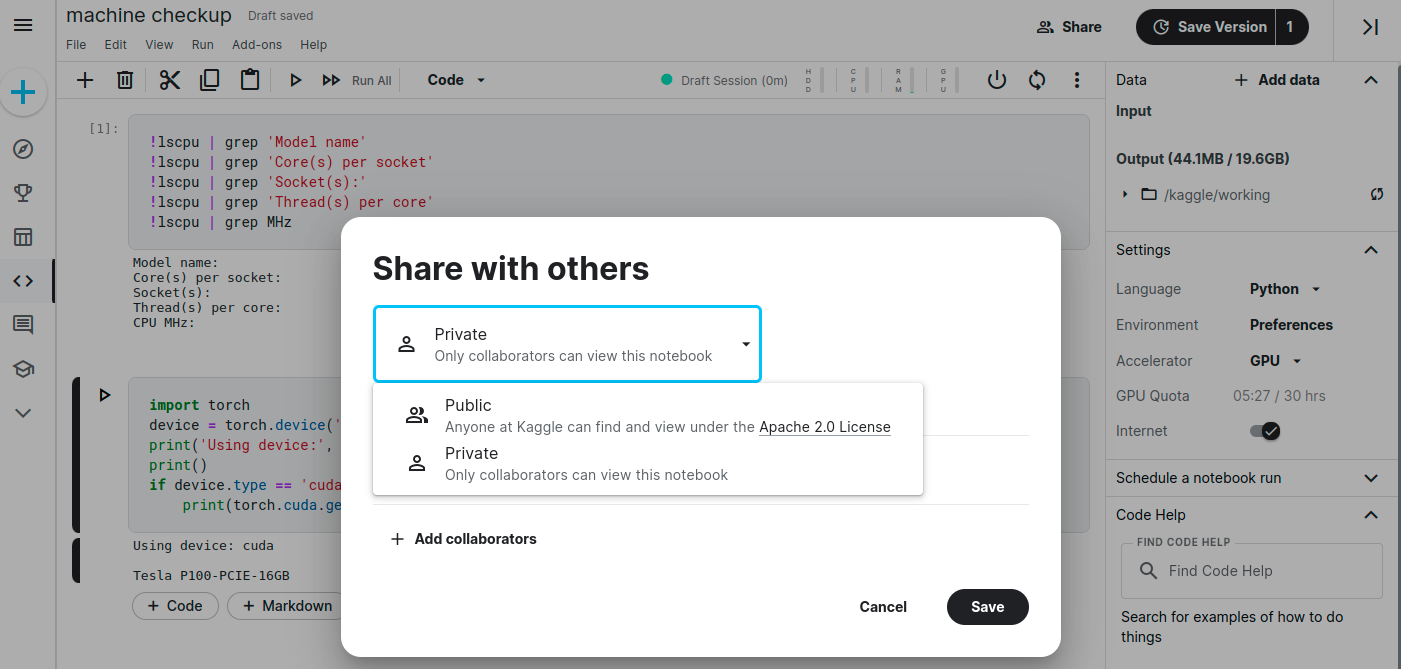 machine checkup Draft saved
File Edit View Run Add-ons Help
Share
Save Version 1
Run All
Code
Draft Session (0m)
HDD
CPU
RAM
GPU
[1]:
!lscpu | grep 'Model name'
!lscpu | grep 'Core(s) per socket'
!lscpu | grep 'Socket(s):'
!lscpu | grep 'Thread(s) per core'
!lscpu | grep MHz
Model name:
Core(s) per socket:
Socket(s):
Thread(s) per core:
CPU MHz:
import torch
device = torch.device('
print('Using device:',
print()
if device.type == 'cuda
print(torch.cuda.ge
Using device: cuda
Tesla P100-PCIE-16GB
+ Code + Markdown
Share with others
Private
Only collaborators can view this notebook
Public
Anyone at Kaggle can find and view under the Apache 2.0 License
Private
Only collaborators can view this notebook
+ Add collaborators
Cancel Save
Data + Add data
Input
Output (44.1MB / 19.6GB)
/kaggle/working
Settings
Language Python
Environment Preferences
Accelerator GPU
GPU Quota 05:27 / 30 hrs
Internet
Schedule a notebook run
Code Help
FIND CODE HELP
Find Code Help
Search for examples of how to do
things